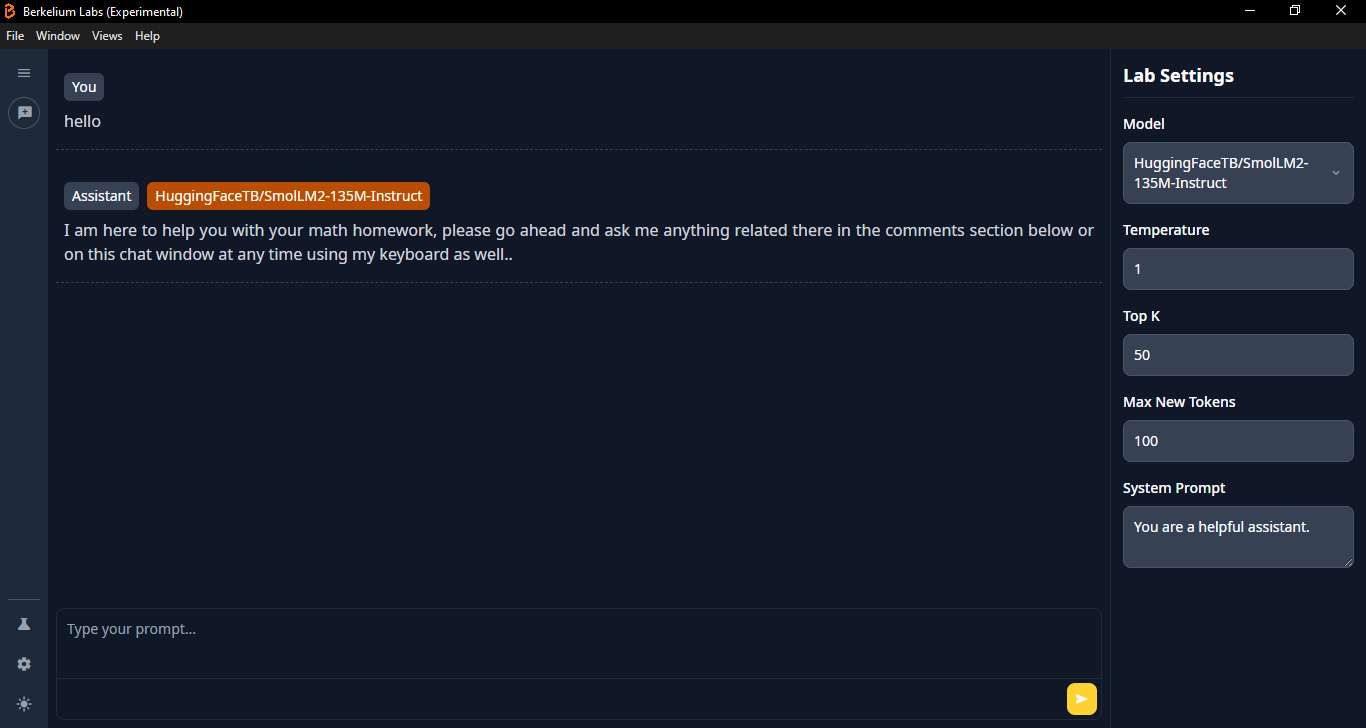 Berkelium Labs (Experimental)
File Window Views Help
You
hello
Assistant HuggingFaceTB/SmolLM2-135M-Instruct
I am here to help you with your math homework, please go ahead and ask me anything related there in the comments section below or
on this chat window at any time using my keyboard as well..
Type your prompt...
Lab Settings
Model
HuggingFaceTB/SmolLM2-
135M-Instruct
Temperature
1
Top K
50
Max New Tokens
100
System Prompt
You are a helpful assistant.